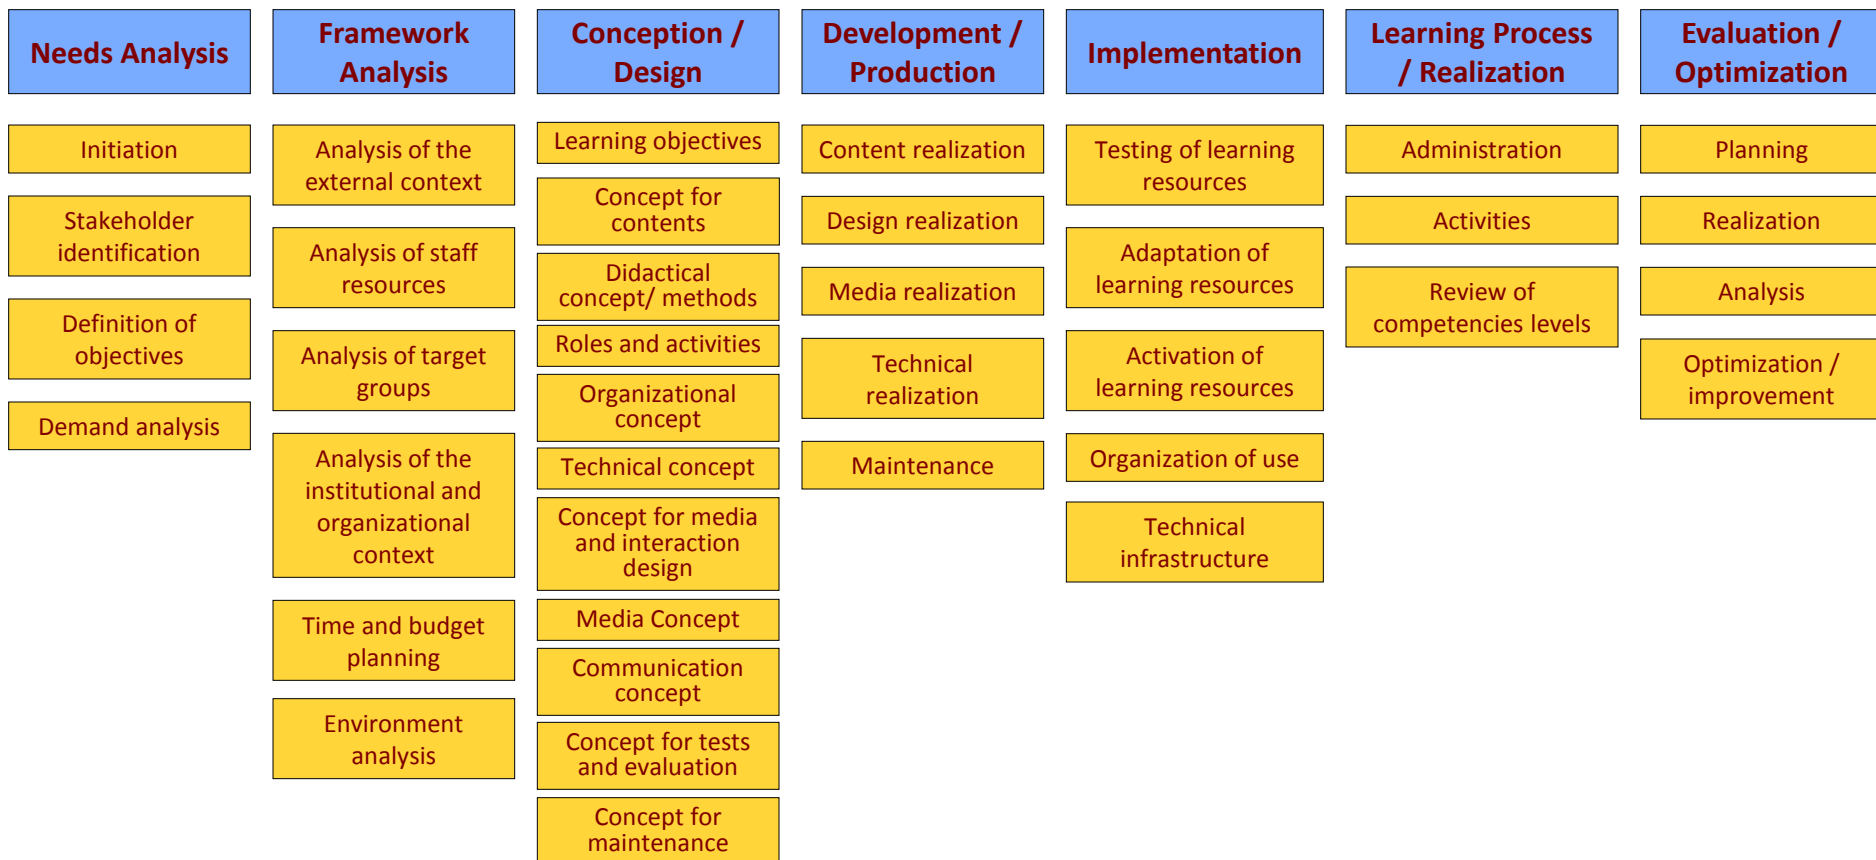 Needs Analysis
Initiation
Stakeholder
identification
Definition of
objectives
Demand analysis
Framework
Analysis
Analysis of the
external context
Analysis of staff
resources
Analysis of target
groups
Analysis of the
institutional and
organizational
context
Time and budget
planning
Environment
analysis
Conception /
Design
Learning objectives
Concept for
contents
Didactical
concept/ methods
Roles and activities
Organizational
concept
Technical concept
Concept for media
and interaction
design
Media Concept
Communication
concept
Concept for tests
and evaluation
Concept for
maintenance
Development /
Production
Content realization
Design realization
Media realization
Technical
realization
Maintenance
Implementation
Testing of learning
resources
Adaptation of
learning resources
Activation of
learning resources
Organization of use
Technical
infrastructure
Learning Process
/ Realization
Administration
Activities
Review of
competencies levels
Evaluation /
Optimization
Planning
Realization
Analysis
Optimization /
improvement